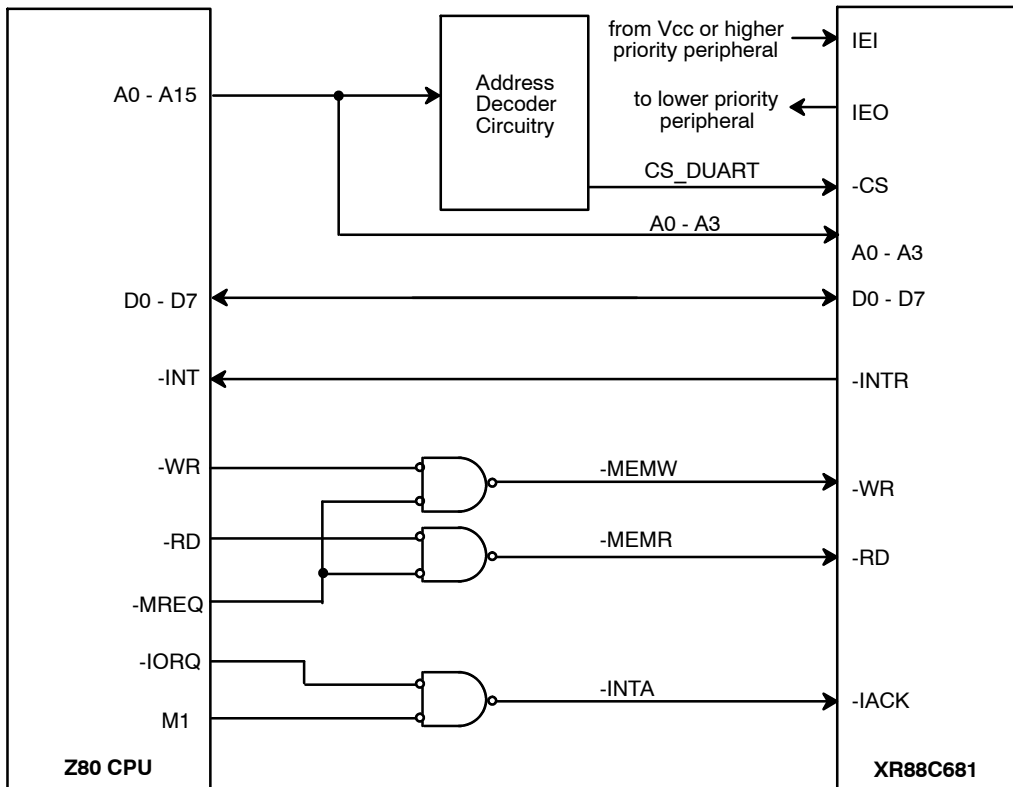 from Vcc or higher
priority peripheral
IEI
A0 - A15
Address
Decoder
Circuitry
to lower priority
peripheral
IEO
CS_DUART
-CS
A0 - A3
A0 - A3
D0 - D7
D0 - D7
-INT
-INTR
-WR
-MEMW
-WR
-RD
-MEMR
-RD
-MREQ
-IORQ
-INTA
-IACK
M1
Z80 CPU
XR88C681